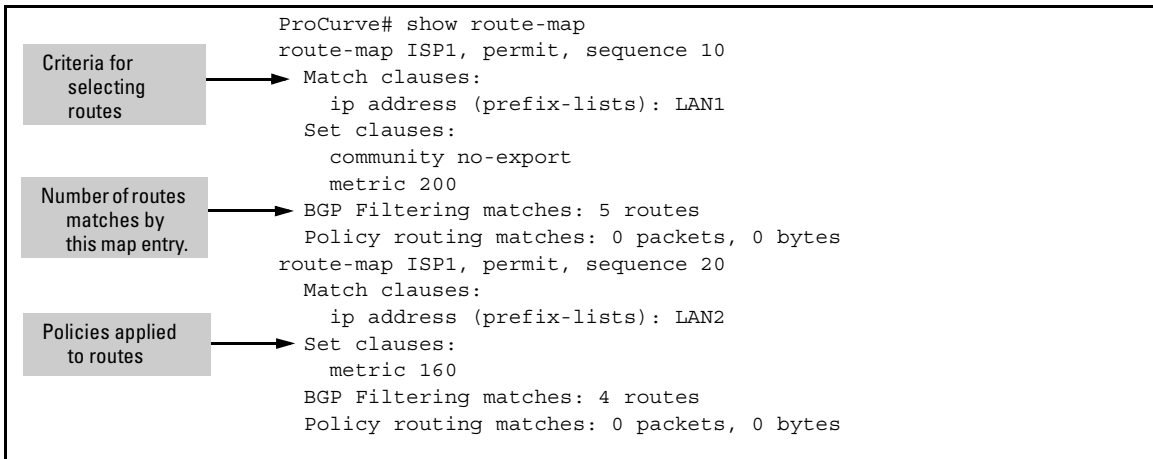 ProCurve# show route-map
route-map ISP1, permit, sequence 10
Criteria for
selecting
routes
Match clauses:
ip address (prefix-lists): LAN1
Set clauses:
community no-export
metric 200
Number of routes
matches by
this map entry.
BGP Filtering matches: 5 routes
Policy routing matches: 0 packets, 0 bytes
route-map ISP1, permit, sequence 20
Match clauses:
ip address (prefix-lists): LAN2
Policies applied
to routes
Set clauses:
metric 160
BGP Filtering matches: 4 routes
Policy routing matches: 0 packets, 0 bytes